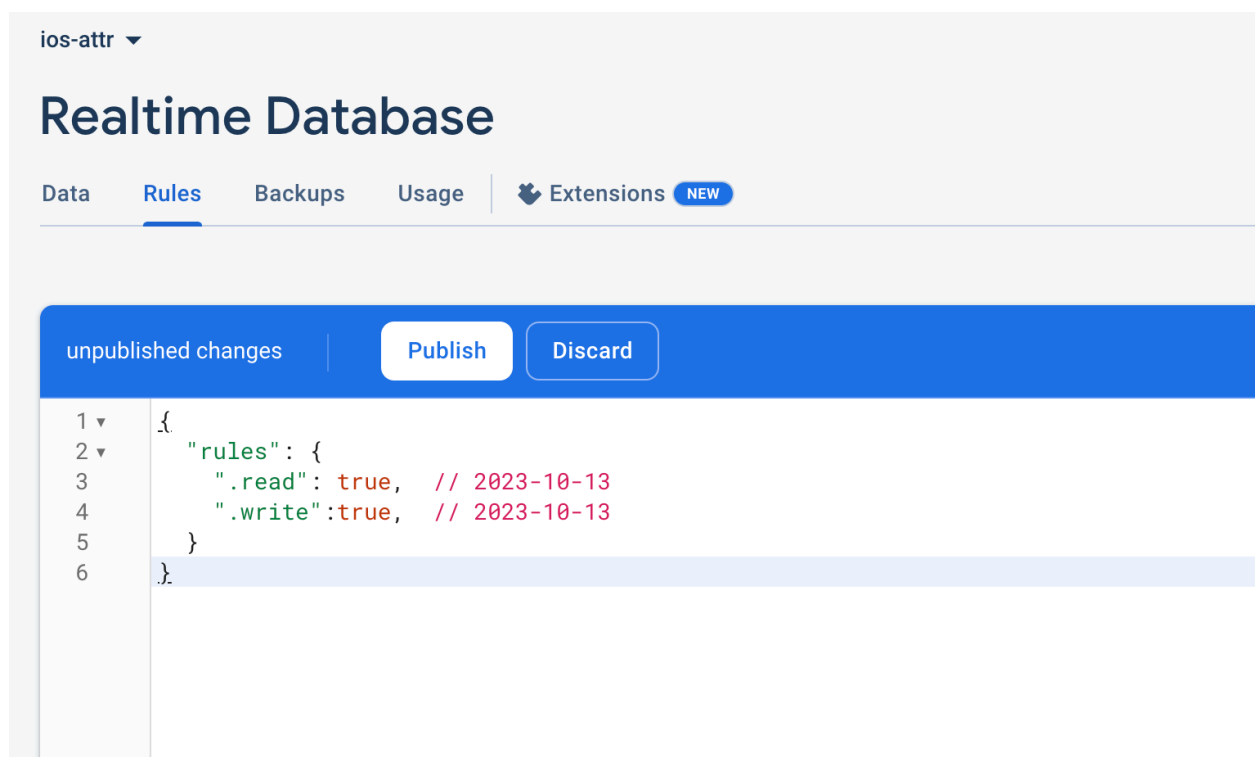 ios-attr
Realtime Database
Data Rules Backups Usage Extensions NEW
unpublished changes Publish Discard
1 {
2 "rules": {
3 ".read": true, // 2023-10-13
4 ".write":true, // 2023-10-13
5 }
6 }